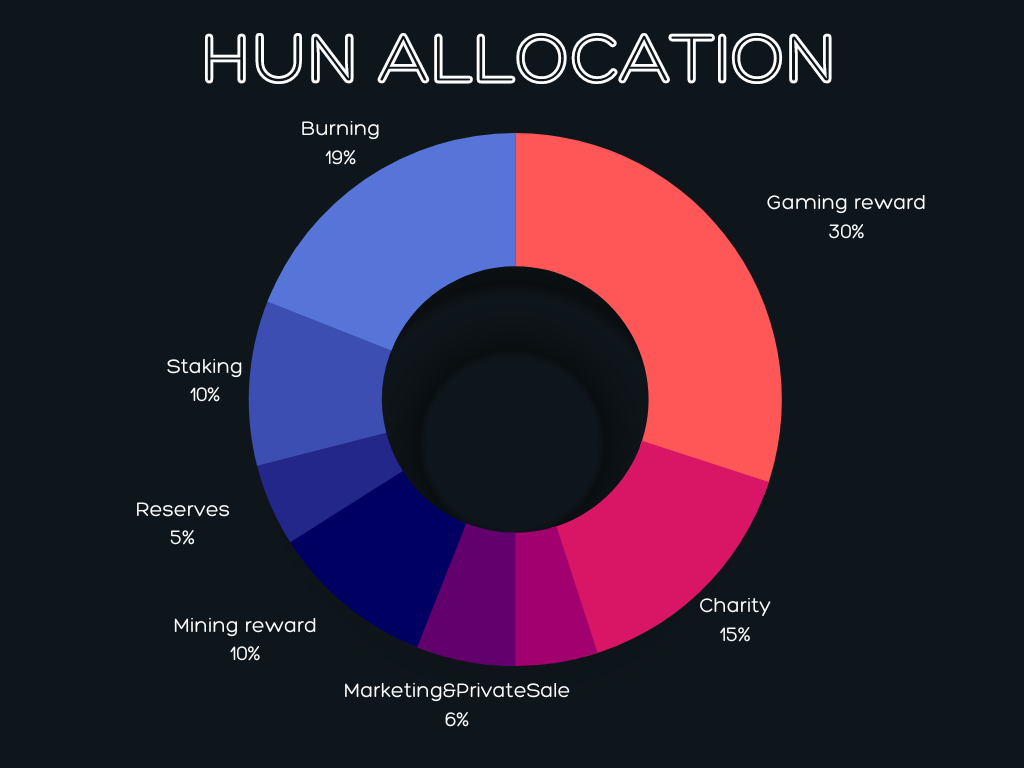 HUN ALLOCATION
Burning
19%
Gaming reward
30%
Staking
10%
Reserves
5%
Charity
15%
Mining reward
10%
Marketing&PrivateSale
6%